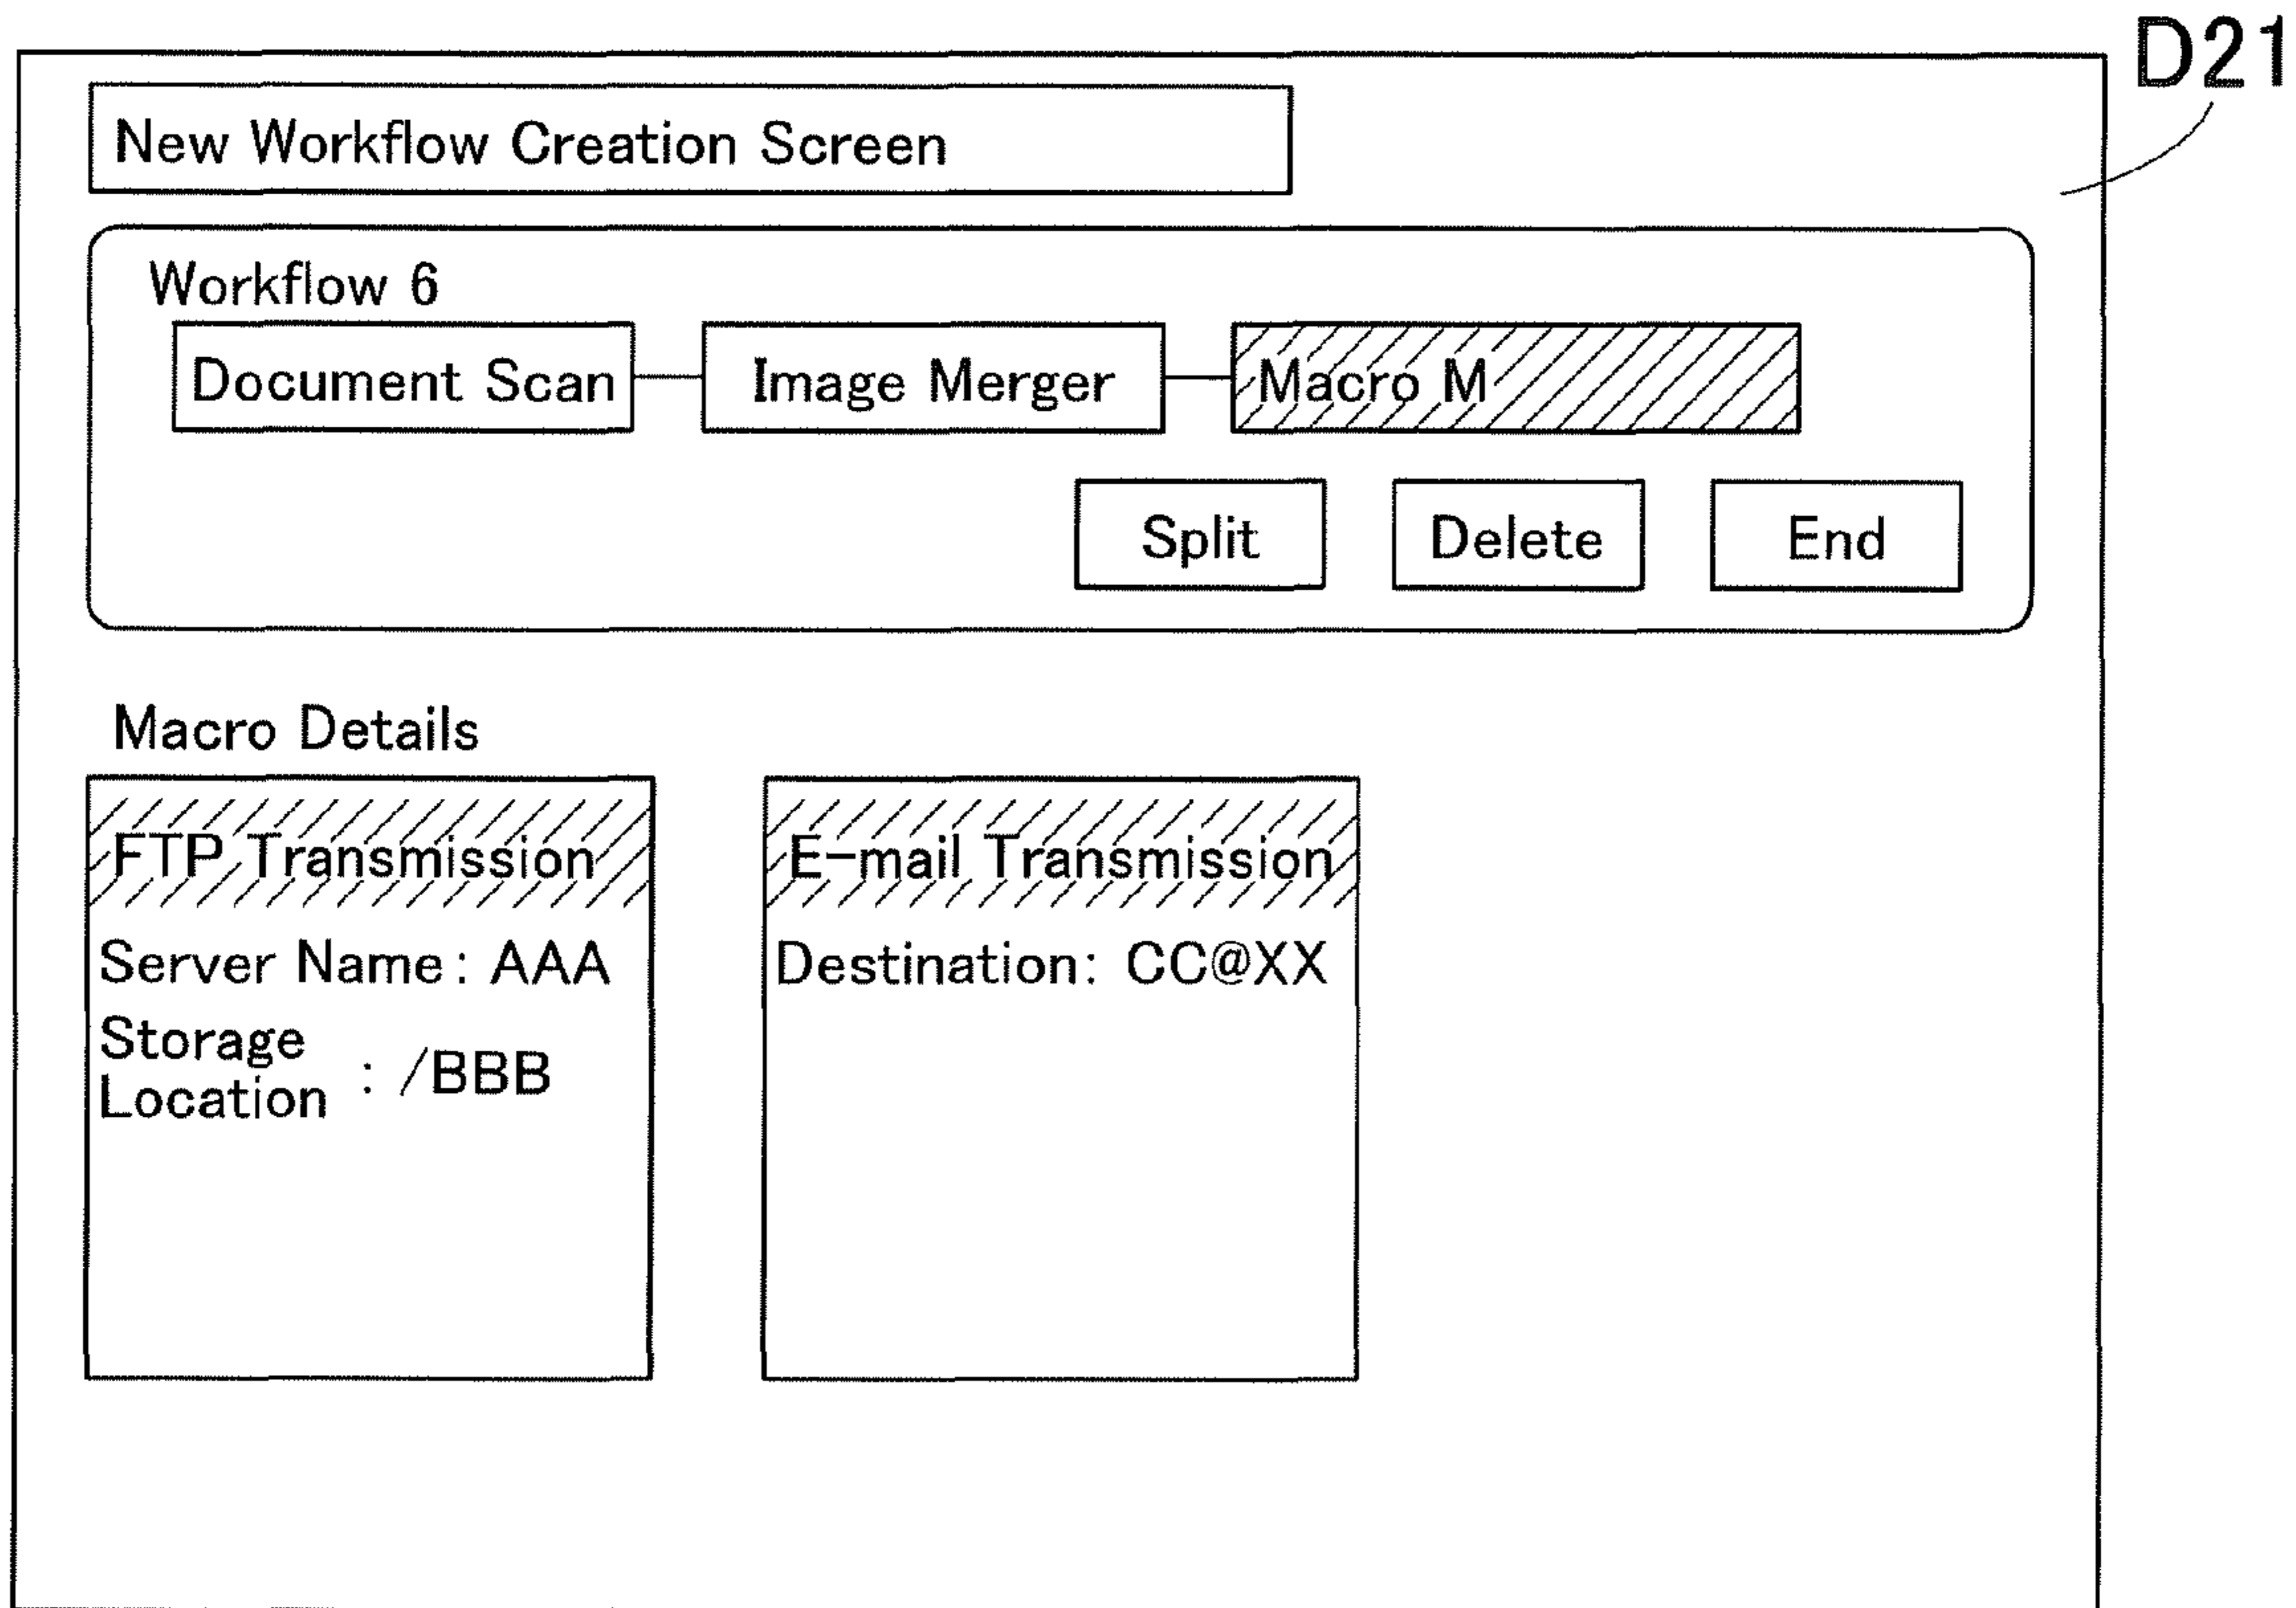 D21
New Workflow Creation Screen
Workflow 6
Document Scan
Image Merger
Macro M
Split
Delete
End
Macro Details
FTP Transmission
Server Name : AAA
Storage
Location : /BBB
E-mail Transmission
Destination: CC@XX